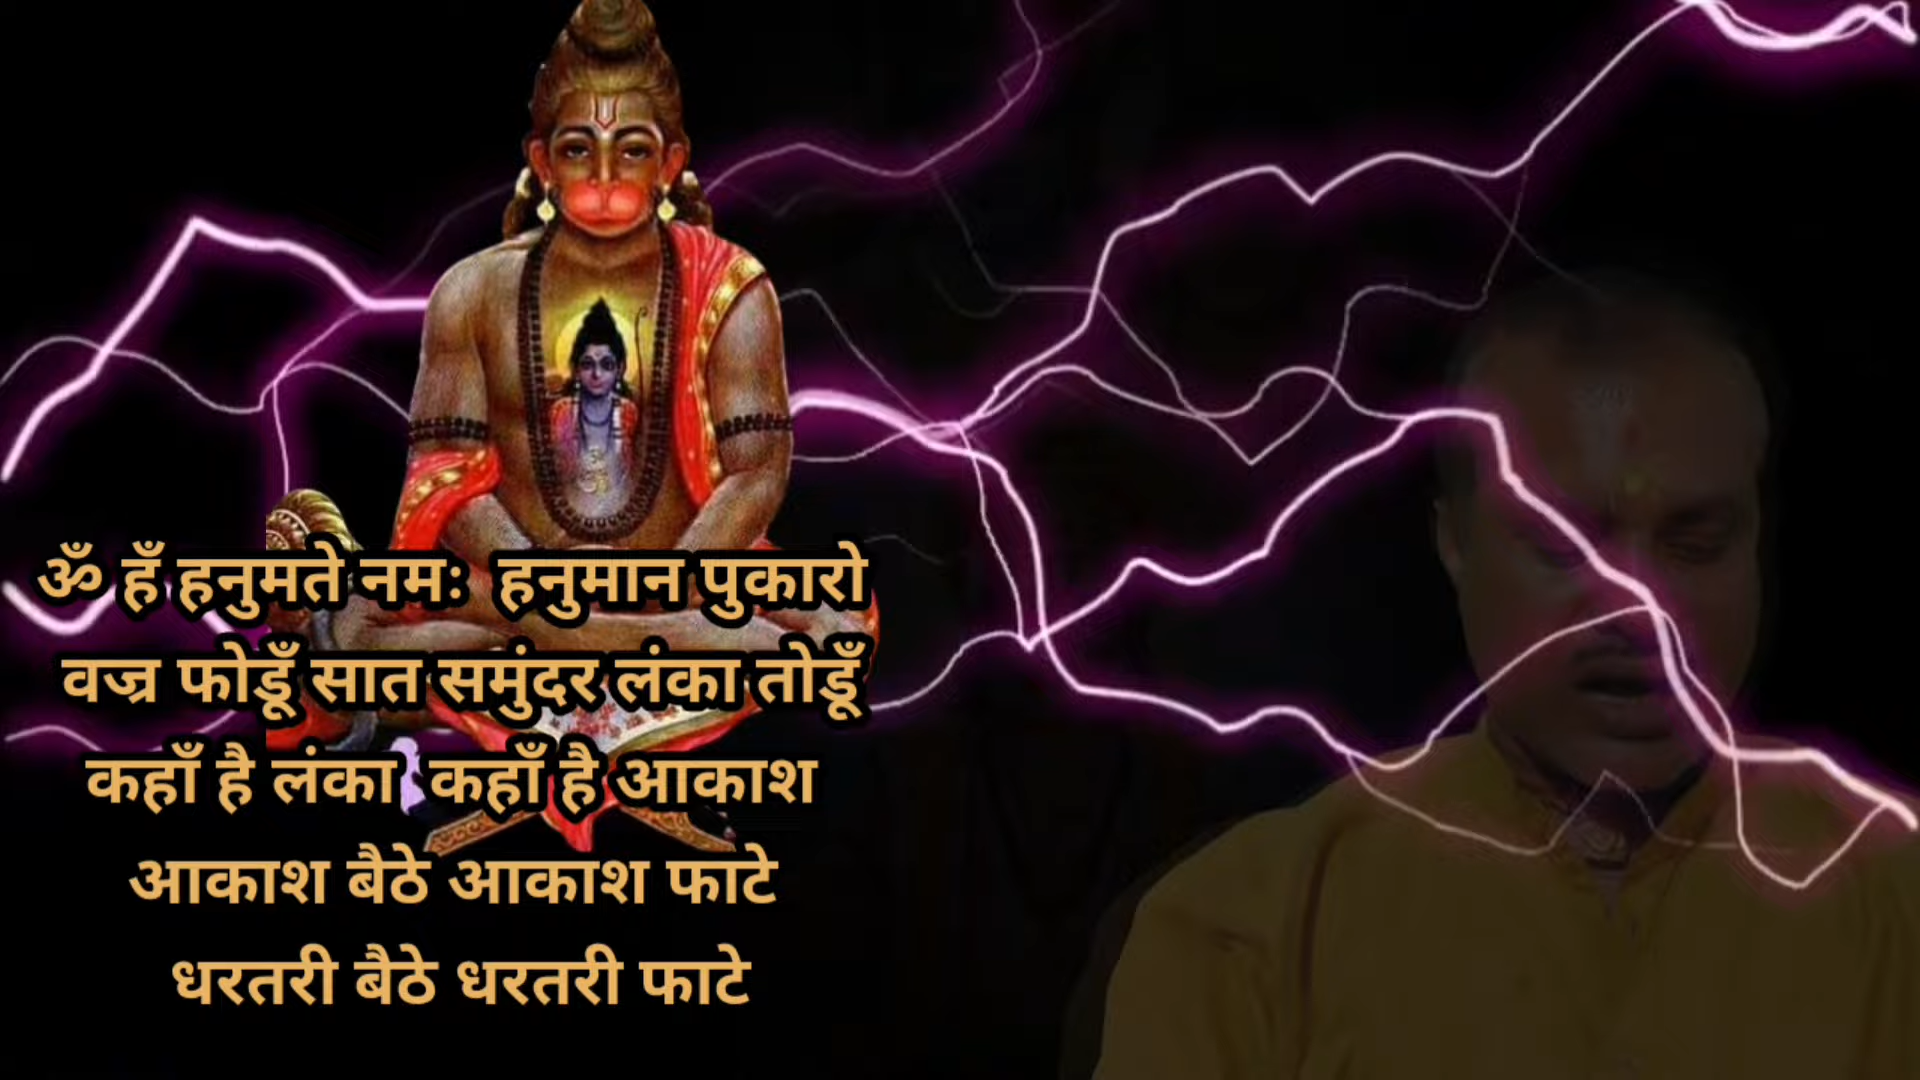 ॐ हँ हनुमते नमः हनुमान पुकारो
वज्र फोडूँ सात समुंदर लंका तोडूँ
कहाँ है लंका कहाँ है आकाश
आकाश बैठे आकाश फाटे
धरतरी बैठे धरतरी फाटे